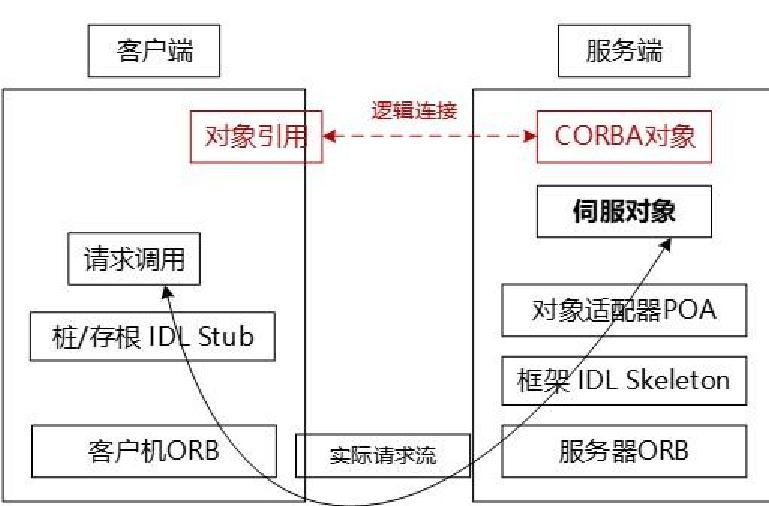 客户端
服务端
逻辑连接
对象引用
CORBA对象
伺服对象
请求调用
对象适配器POA
桩/存根 IDL Stub
框架 IDL Skeleton
客户机ORB
实际请求流
服务器ORB